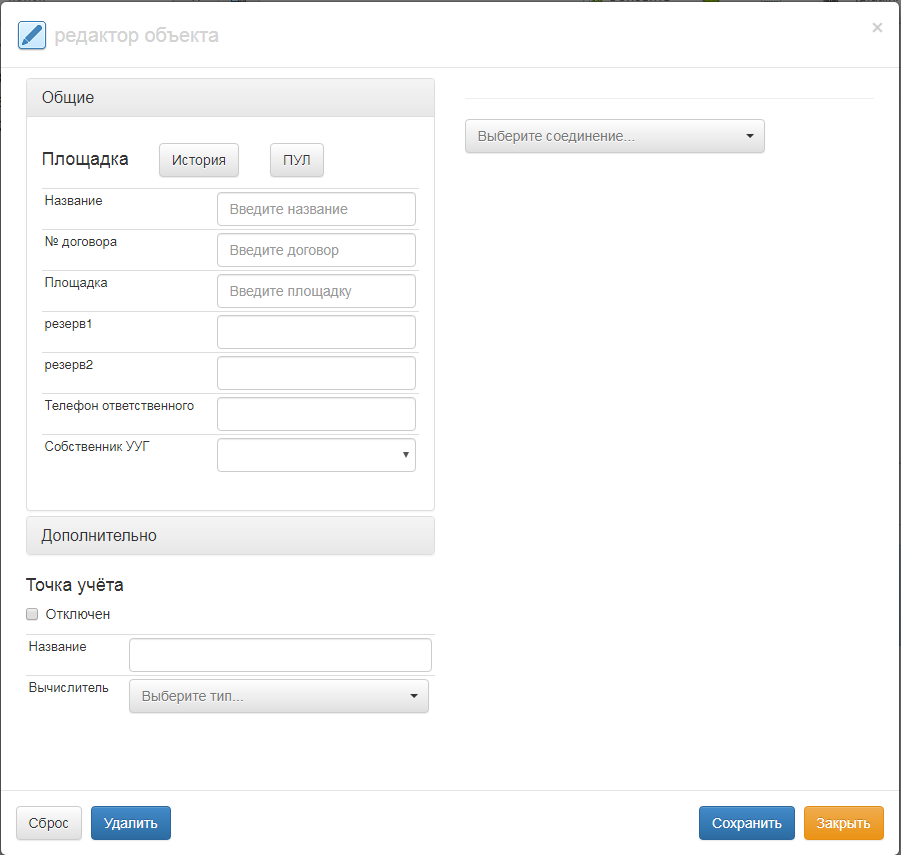 редактор объекта
×
Общие
Площадка История ПУЛ
Название Введите название
№ договора Введите договор
Площадка Введите площадку
резерв1
резерв2
Телефон ответственного
Собственник УУГ
Дополнительно
Точка учёта
Отключен
Название
Вычислитель Выберите тип...
Выберите соединение...
Сброс Удалить Сохранить Закрыть